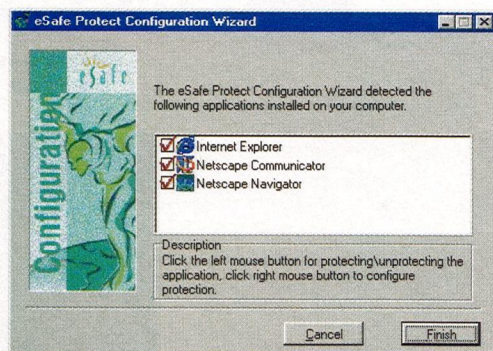 eSafe Protect Configuration Wizard
eSafe
Configuration
The eSafe Protect Configuration Wizard detected the
following applications installed on your computer.
Internet Explorer
Netscape Communicator
Netscape Navigator
Description
Click the left mouse button for protecting\unprotecting the
application, click right mouse button to configure
protection.
Cancel
Finish